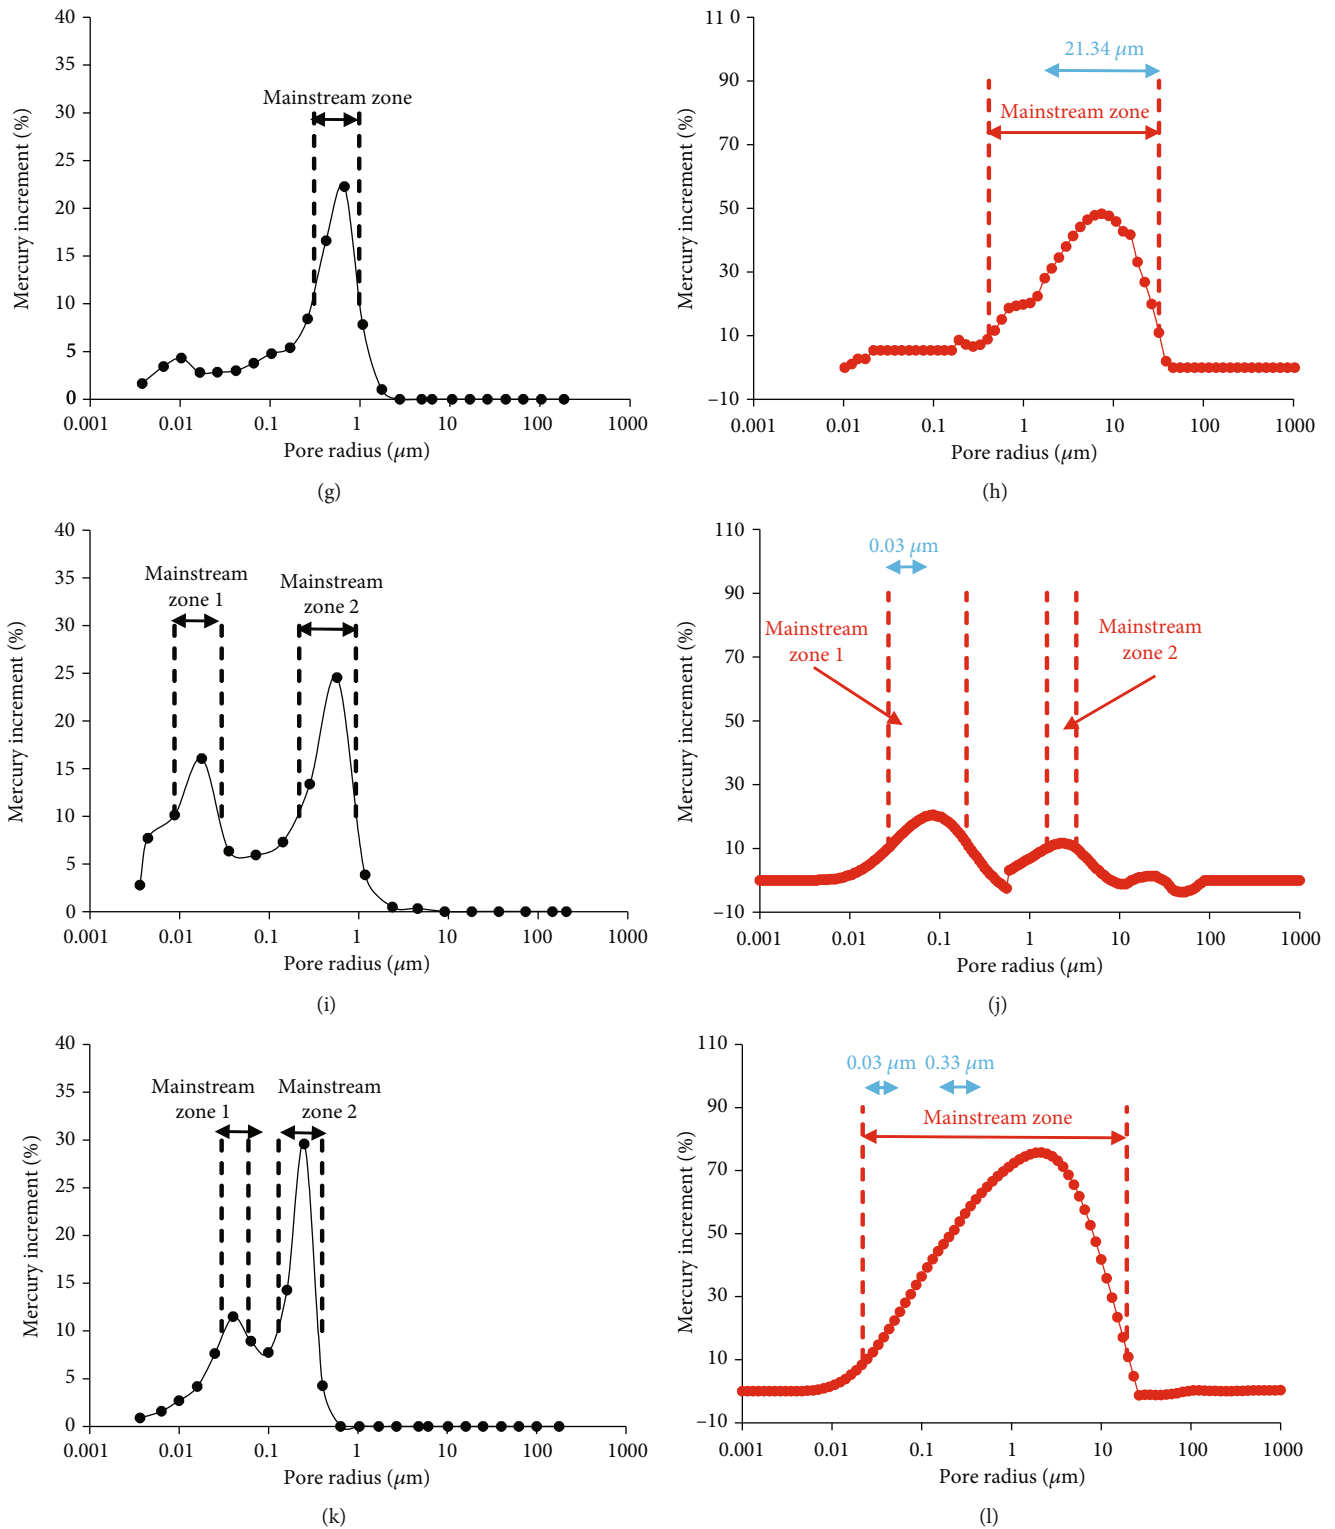 40
35
30
25
20
15
10
5
0
Mercury increment (%)
Mainstream zone
0.001 0.01 0.1 1 10 100 1000
Pore radius (μm)
(g)
11 0
90
70
50
30
10
–10
Mercury increment (%)
21.34 μm
Mainstream zone
0.001 0.01 0.1 1 10 100 1000
Pore radius (μm)
(h)
40
35
30
25
20
15
10
5
0
Mercury increment (%)
Mainstream
zone 1
Mainstream
zone 2
0.001 0.01 0.1 1 10 100 1000
Pore radius (μm)
(i)
110
90
70
50
30
10
–10
Mercury increment (%)
0.03 μm
Mainstream
zone 1
Mainstream
zone 2
0.001 0.01 0.1 1 10 100 1000
Pore radius (μm)
(j)
40
35
30
25
20
15
10
5
0
Mercury increment (%)
Mainstream
zone 1
Mainstream
zone 2
0.001 0.01 0.1 1 10 100 1000
Pore radius (μm)
(k)
110
90
70
50
30
10
–10
Mercury increment (%)
0.03 μm 0.33 μm
Mainstream zone
0.001 0.01 0.1 1 10 100 1000
Pore radius (μm)
(l)